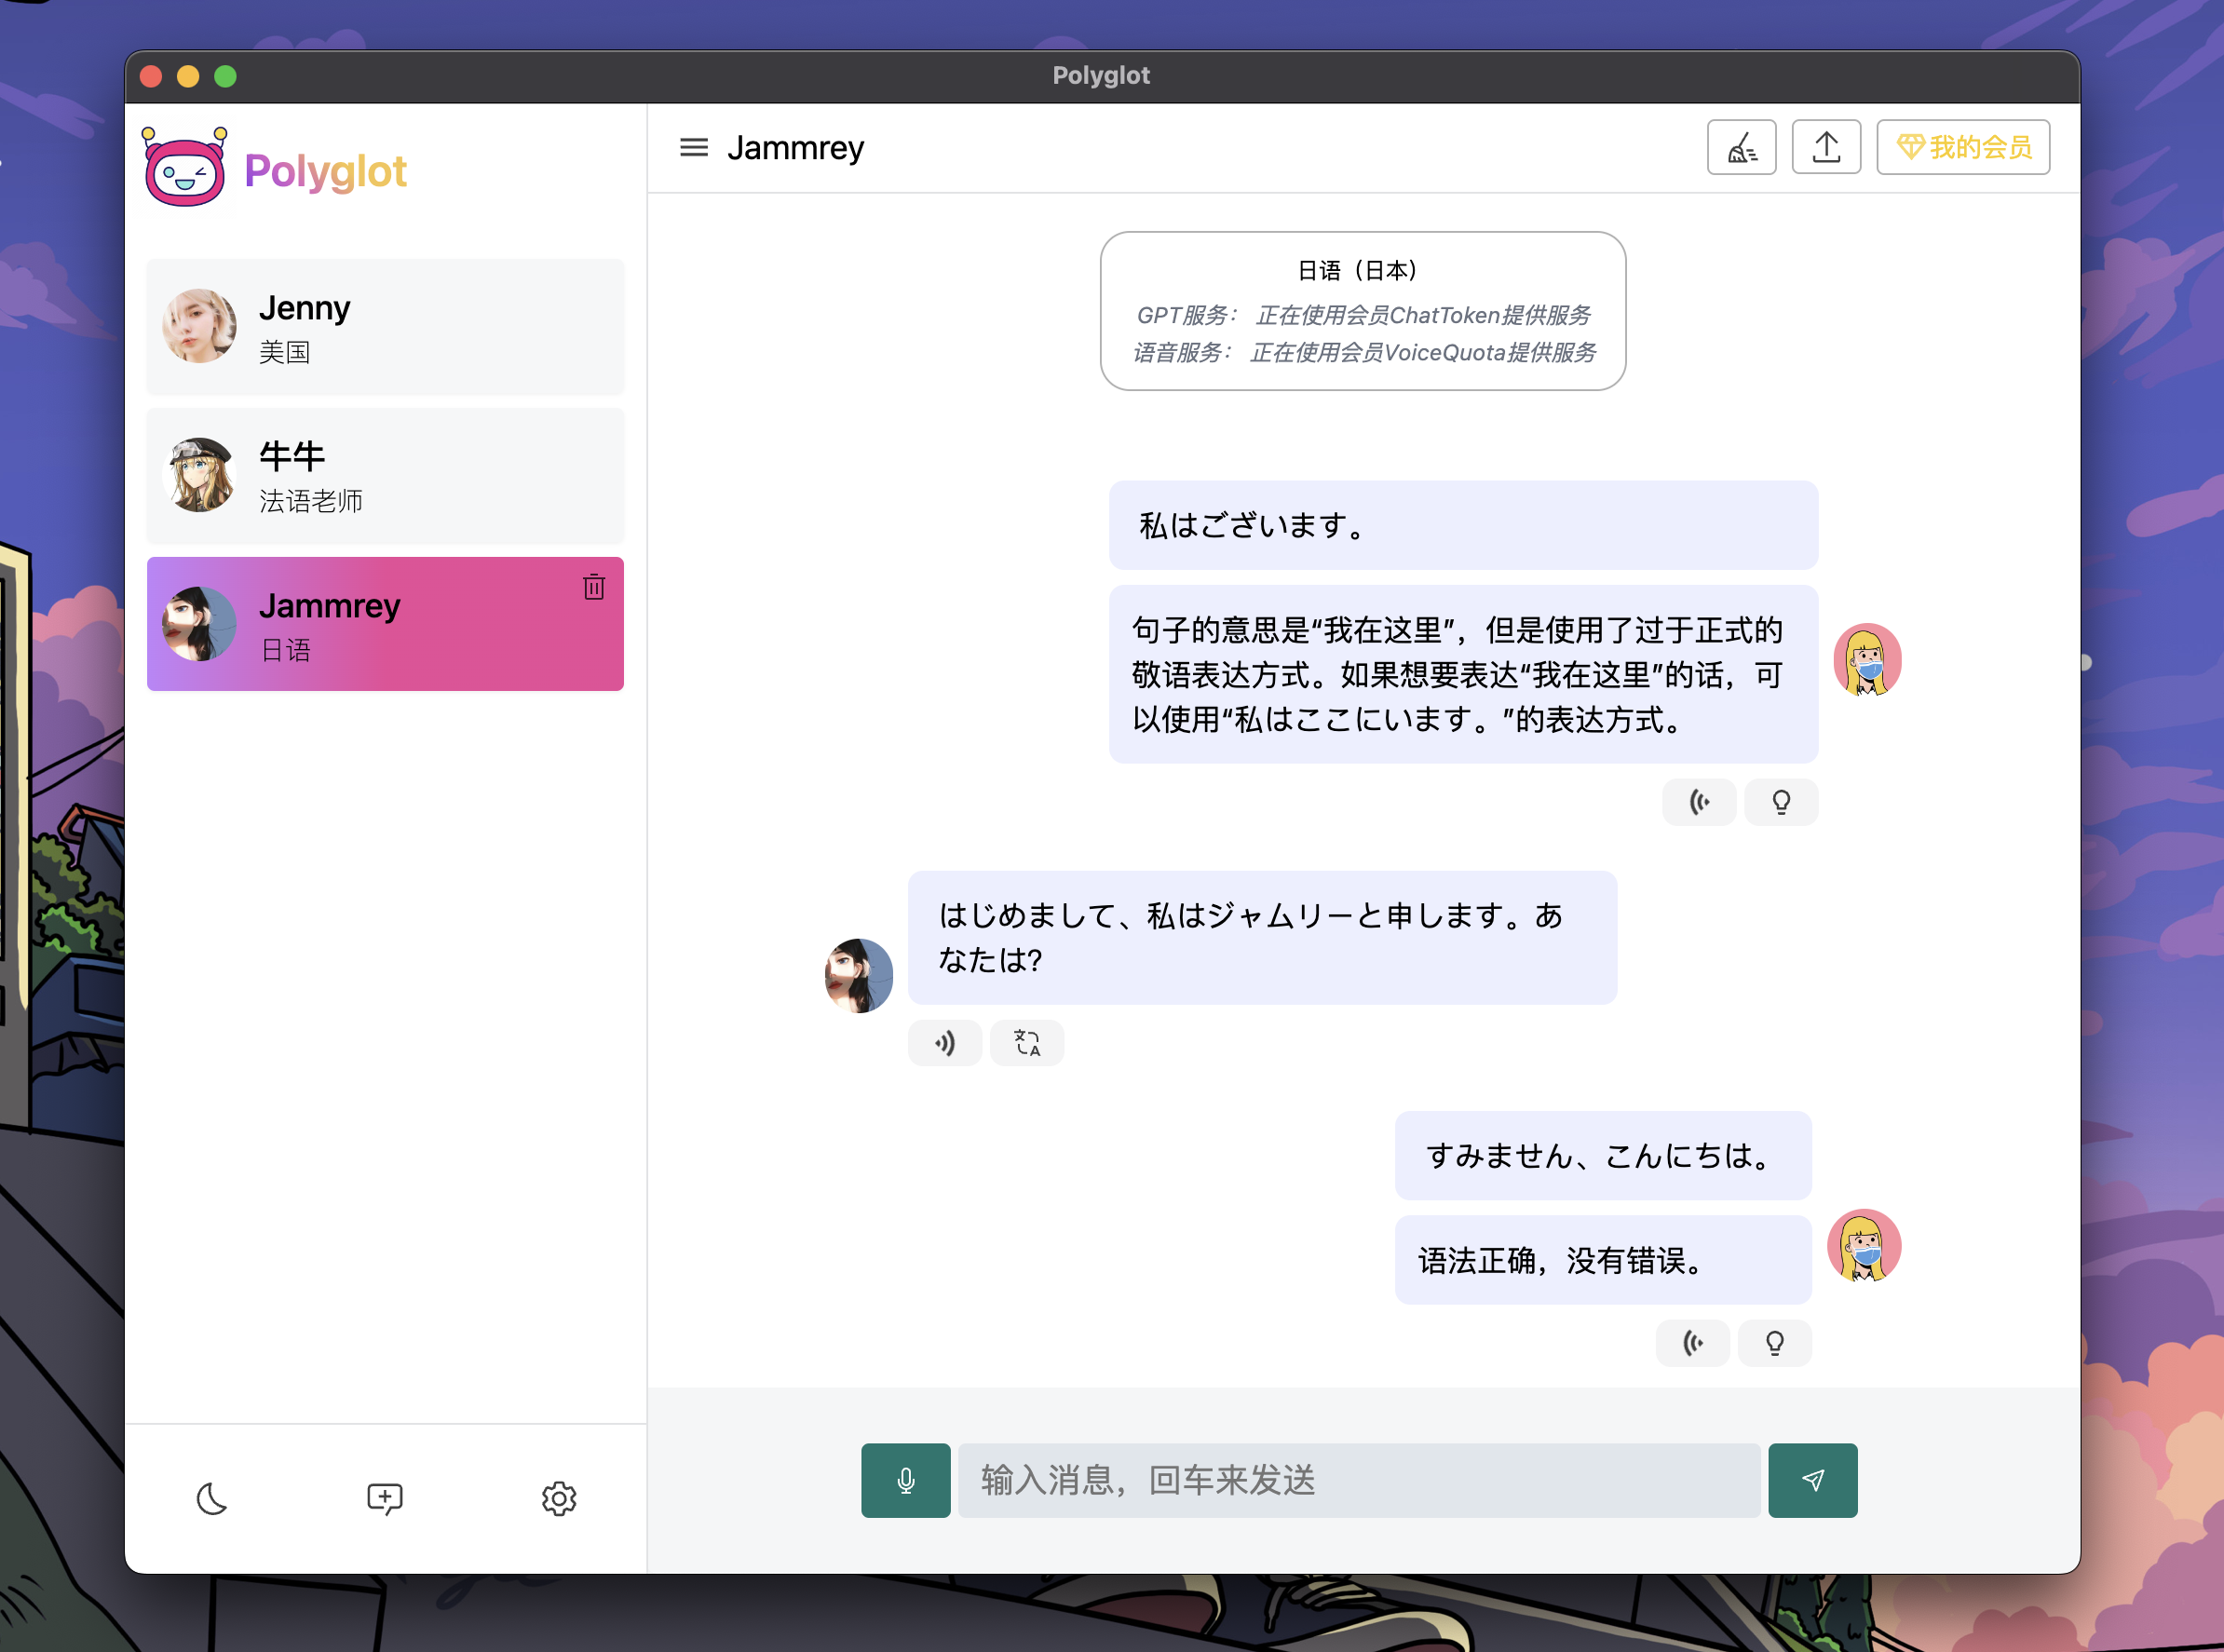 Polyglot
Polyglot
Jenny
美国
牛牛
法语老师
Jammrey
日语
Jammrey
我的会员
日语（日本）
GPT服务： 正在使用会员ChatToken提供服务
语音服务： 正在使用会员VoiceQuota提供服务
私はございます。
句子的意思是“我在这里”，但是使用了过于正式的
敬语表达方式。如果想要表达“我在这里”的话，可
以使用“私はここにいます。”的表达方式。
はじめまして、私はジャムリーと申します。あ
なたは?
すみません、こんにちは。
语法正确，没有错误。
输入消息，回车来发送